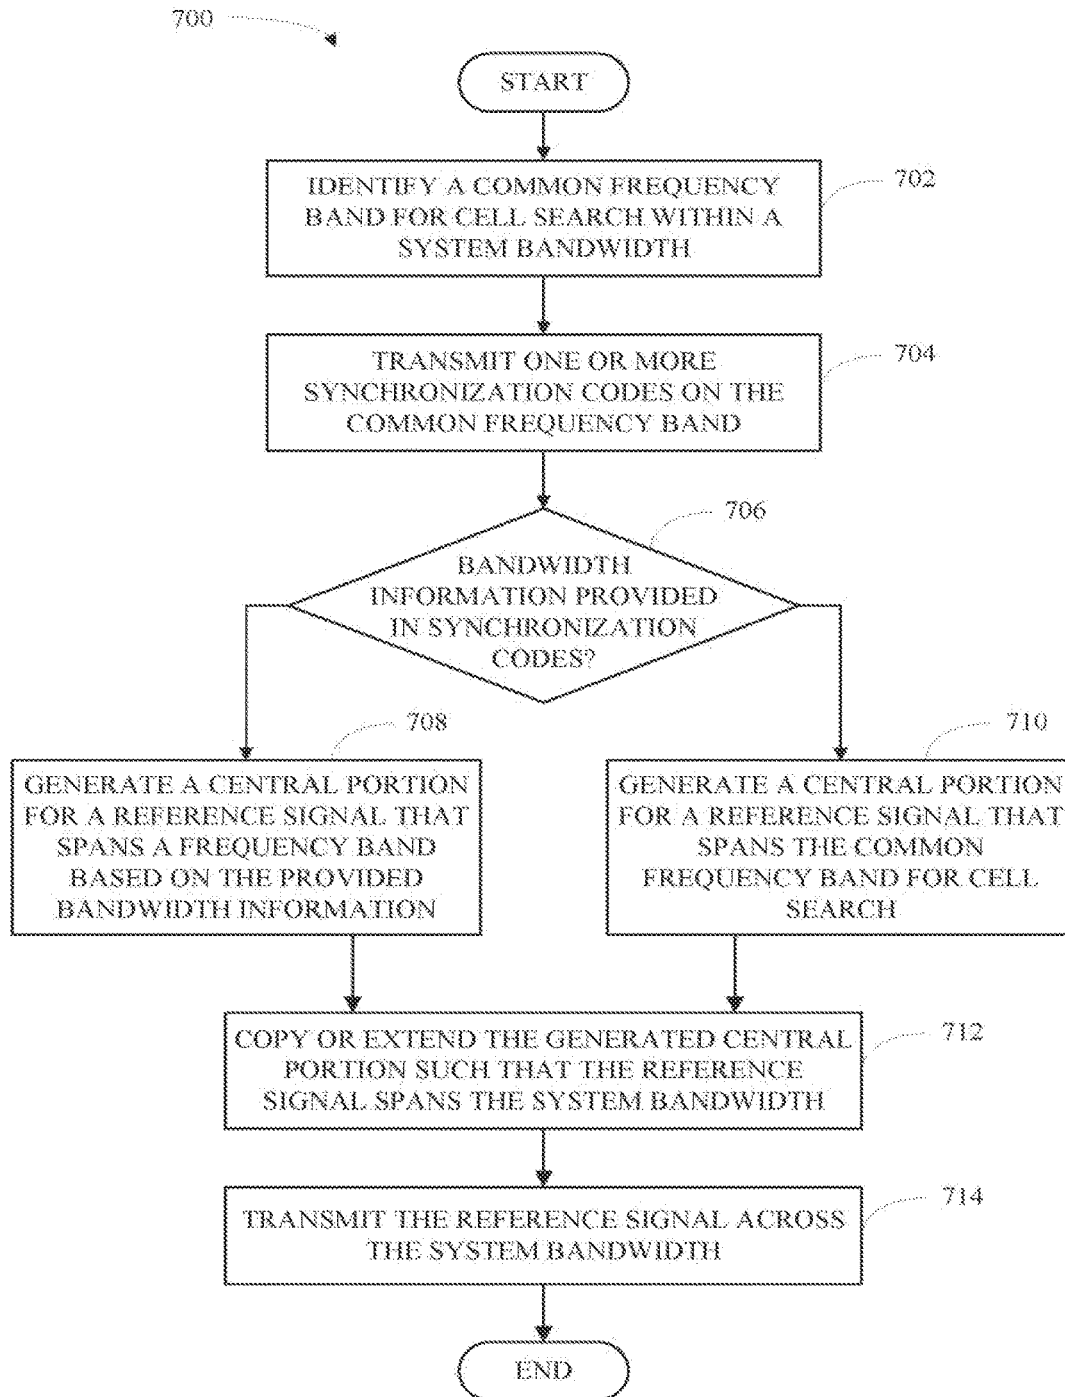 700
START
IDENTIFY A COMMON FREQUENCY
BAND FOR CELL SEARCH WITHIN A
SYSTEM BANDWIDTH
702
TRANSMIT ONE OR MORE
SYNCHRONIZATION CODES ON THE
COMMON FREQUENCY BAND
704
706
BANDWIDTH
INFORMATION PROVIDED
IN SYNCHRONIZATION
CODES?
708
GENERATE A CENTRAL PORTION
FOR A REFERENCE SIGNAL THAT
SPANS A FREQUENCY BAND
BASED ON THE PROVIDED
BANDWIDTH INFORMATION
710
GENERATE A CENTRAL PORTION
FOR A REFERENCE SIGNAL THAT
SPANS THE COMMON
FREQUENCY BAND FOR CELL
SEARCH
COPY OR EXTEND THE GENERATED CENTRAL
PORTION SUCH THAT THE REFERENCE
SIGNAL SPANS THE SYSTEM BANDWIDTH
712
TRANSMIT THE REFERENCE SIGNAL ACROSS
THE SYSTEM BANDWIDTH
714
END